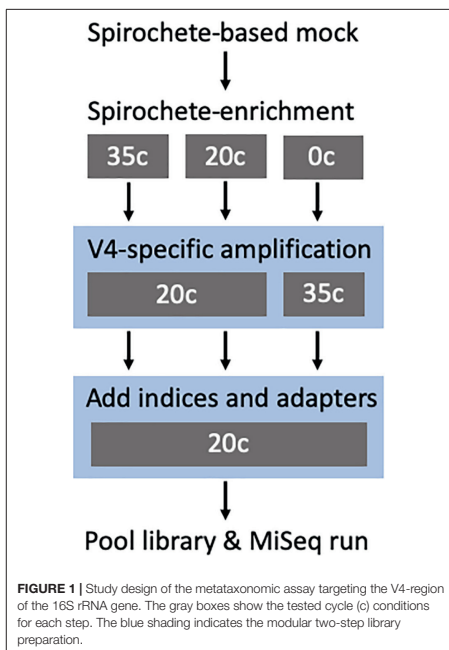 Spirochete-based mock
Spirochete-enrichment
35c 20c 0c
V4-specific amplification
20c 35c
Add indices and adapters
20c
Pool library & MiSeq run
FIGURE 1 | Study design of the metataxonomic assay targeting the V4-region
of the 16S rRNA gene. The gray boxes show the tested cycle (c) conditions
for each step. The blue shading indicates the modular two-step library
preparation.